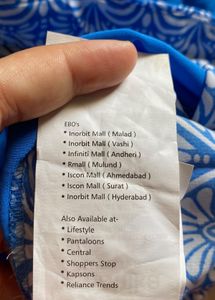 EBO's
* Inorbit Mall ( Malad )
* Inorbit Mall ( Vashi )
* Infiniti Mall ( Andheri )
* Rmall ( Mulund )
* Iscon Mall ( Ahmedabad )
* Iscon Mall ( Surat )
* Inorbit Mall ( Hyderabad )
Also Available at-
* Lifestyle
* Pantaloons
* Central
* Shoppers Stop
* Kapsons
* Reliance Trends